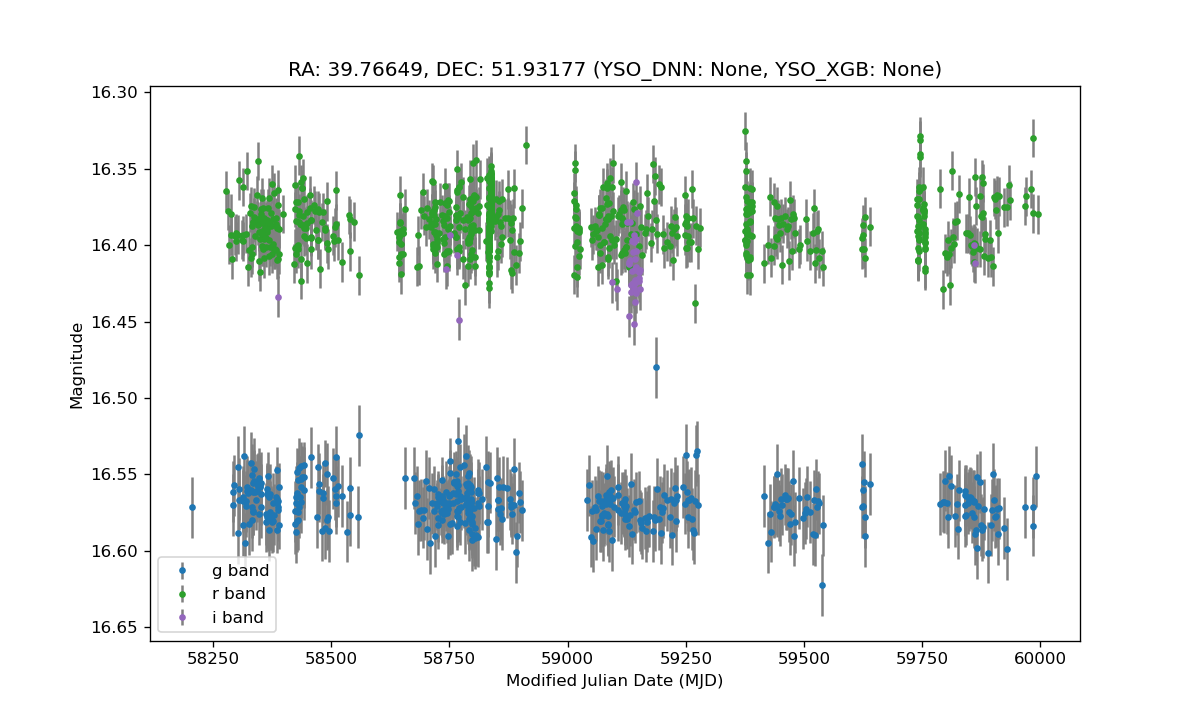 RA: 39.76649, DEC: 51.93177 (YSO_DNN: None, YSO_XGB: None)
16.30
16.35
16.40
16.45
16.50
16.55
16.60
16.65
Magnitude
g band
r band
i band
58250 58500 58750 59000 59250 59500 59750 60000
Modified Julian Date (MJD)